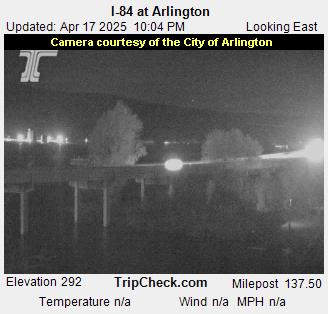 I-84 at Arlington
Updated: Apr 17 2025 10:04 PM Looking East
Camera courtesy of the City of Arlington
Elevation 292 TripCheck.com Milepost 137.50
Temperature n/a Wind n/a MPH n/a